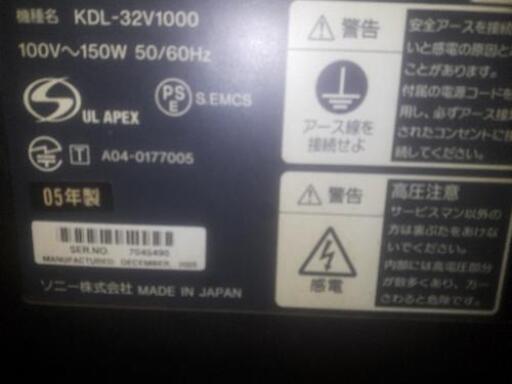 機種名 KDL-32V1000
100V～150W 50/60Hz
UL APEX
PS E
S.EMCS
T A04-0177005
05年製
SER.NO. 7045490
MANUFACTURED DECEMBER, 2005
ソニー株式会社 MADE IN JAPAN
警告
アース線を
接続せよ
安全アースを接続し
いと感電の原因と
ことがあります。
付属の電源コードを
用し、必ずアース接
されたコンセントに接
続してください。
警告
感電
高圧注意
サービスマン以外の
方は裏ぶたをあけな
いでください。
内部には高電圧部分
が数多くあり、万一
さわると危険です。